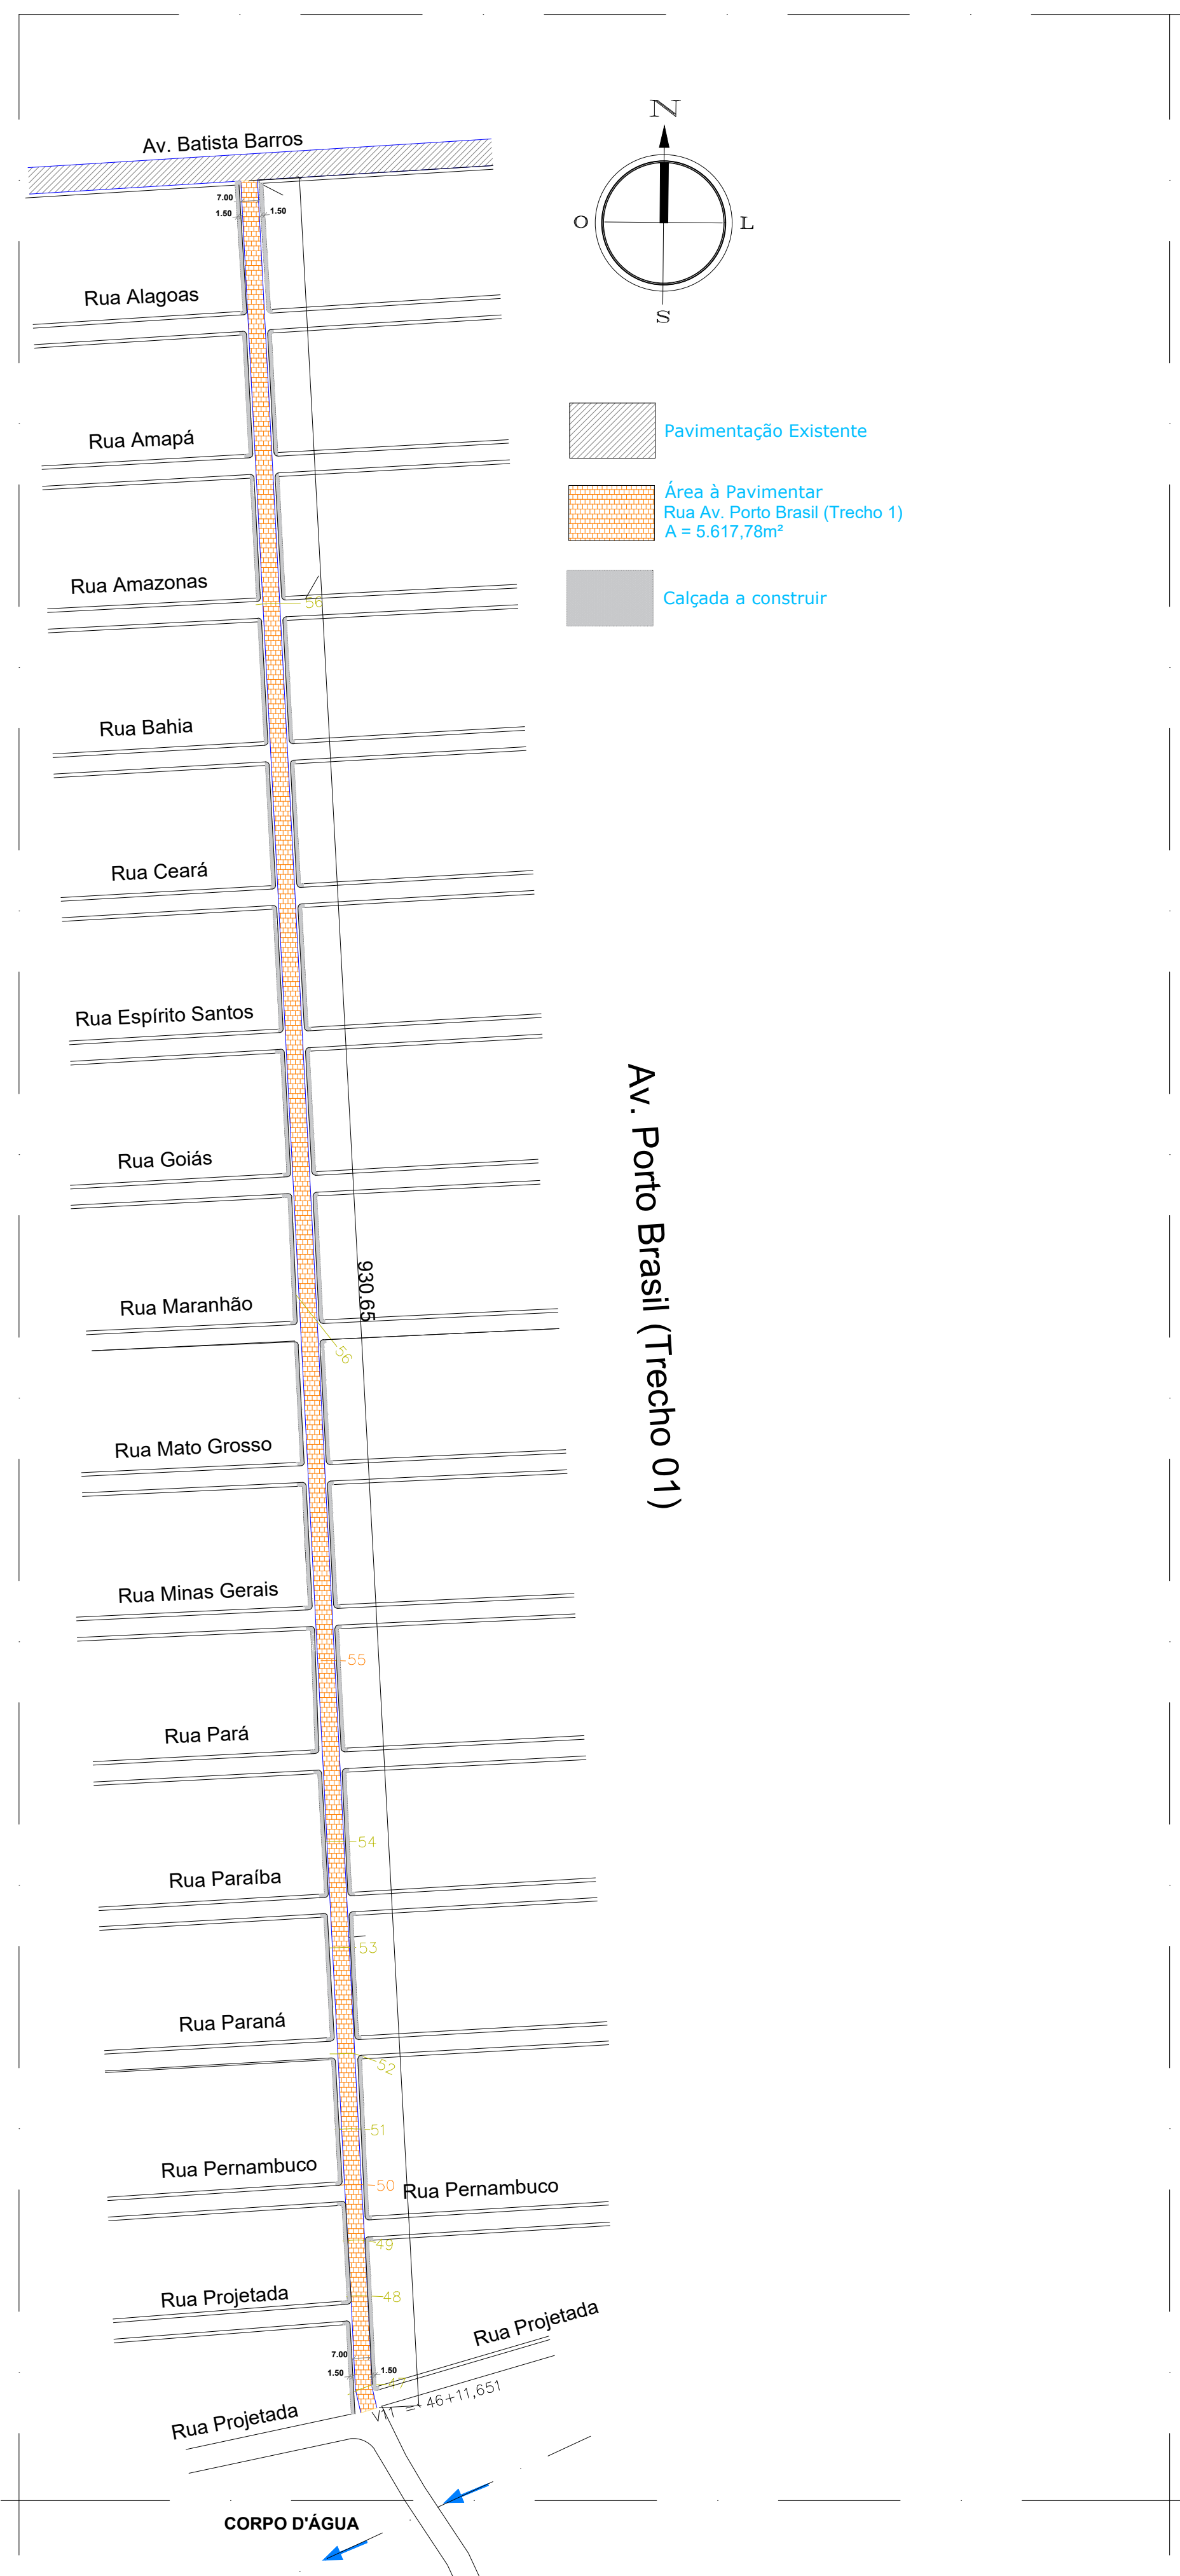 N
Av. Batista Barros
7.00
1.50
1.50
O
L
S
Rua Alagoas
Pavimentação Existente
Rua Amapá
Área à Pavimentar
Rua Av. Porto Brasil (Trecho 1)
A = 5.617,78m²
Rua Amazonas
56
Calçada a construir
Rua Bahia
Rua Ceará
Rua Espírito Santos
Rua Goiás
Av. Porto Brasil (Trecho 01)
930.65
Rua Maranhão
56
Rua Mato Grosso
Rua Minas Gerais
55
Rua Pará
54
Rua Paraíba
53
Rua Paraná
52
51
Rua Pernambuco
50
Rua Pernambuco
49
Rua Projetada
48
Rua Projetada
7.00
1.50
1.50
47
V11 = 46+11,651
Rua Projetada
CORPO D'ÁGUA